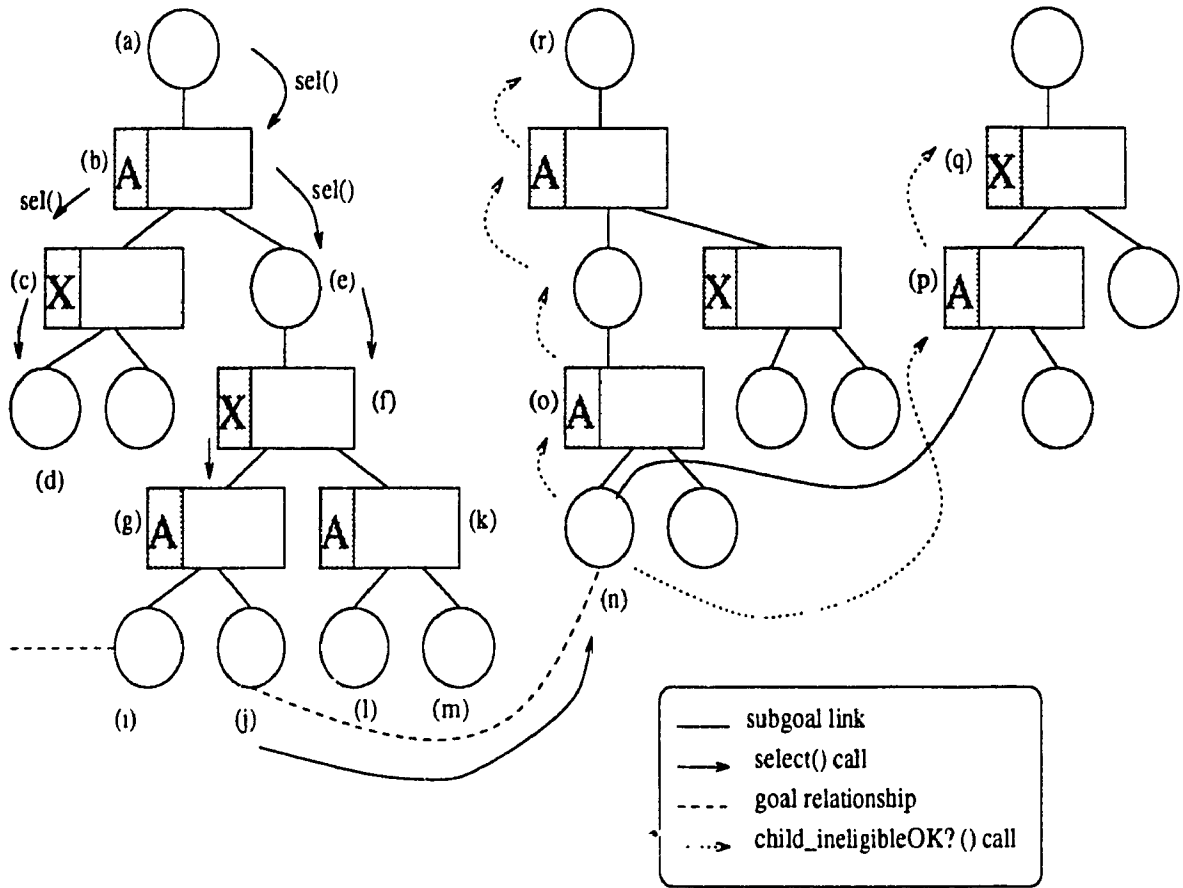 (a)
sel()
(r)
(b)
A
sel()
sel()
A
(q)
X
(c)
X
(e)
X
(p)
A
(d)
X
(f)
(o)
A
(g)
A
A
(k)
(n)
(ı)
(j)
(l)
(m)
subgoal link
select() call
goal relationship
child_ineligibleOK? () call